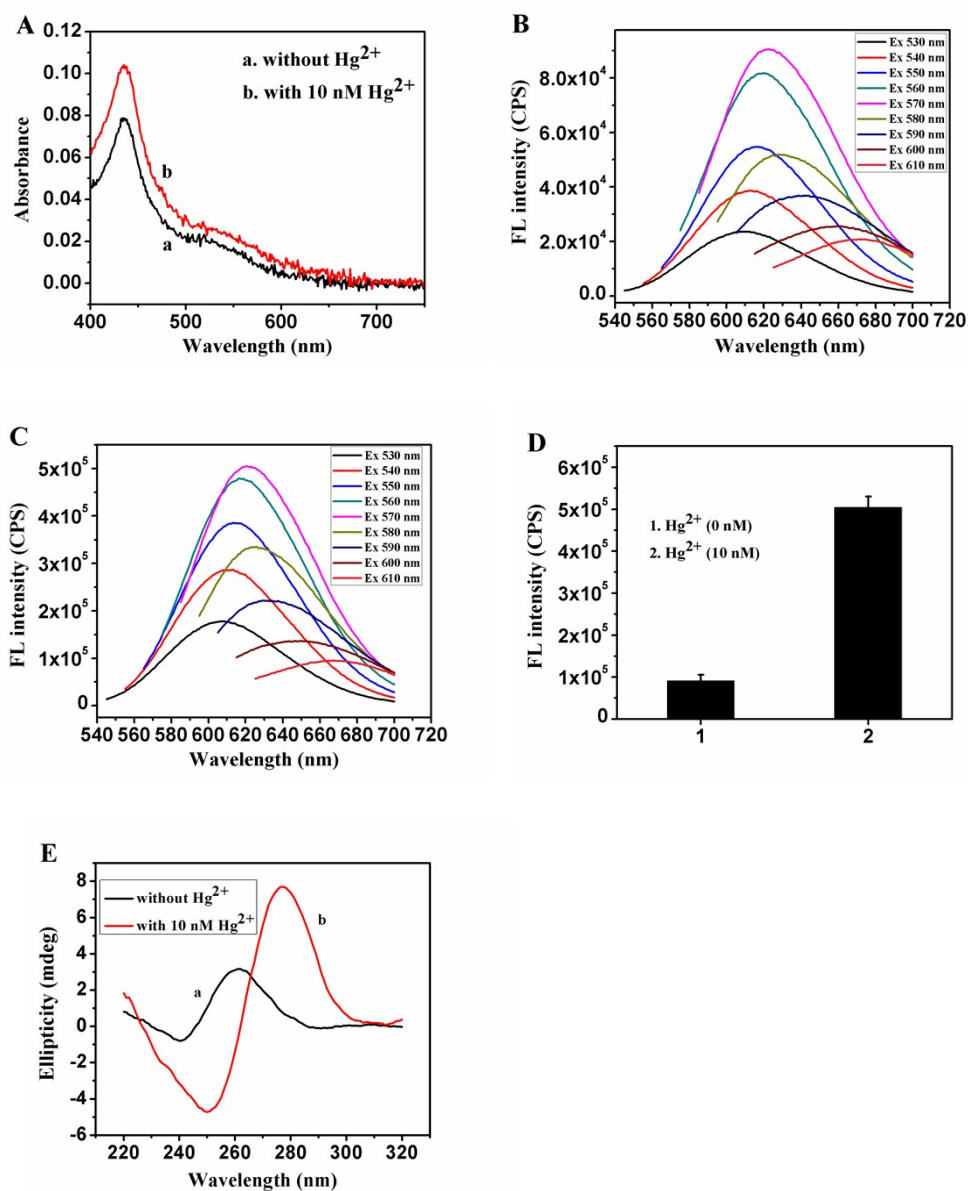 A
0.12
0.10
0.08
0.06
0.04
0.02
0.00
Absorbance
a. without Hg²⁺
b. with 10 nM Hg²⁺
b
a
400 500 600 700
Wavelength (nm)
B
8.0x10⁴
6.0x10⁴
4.0x10⁴
2.0x10⁴
0.0
FL intensity (CPS)
Ex 530 nm
Ex 540 nm
Ex 550 nm
Ex 560 nm
Ex 570 nm
Ex 580 nm
Ex 590 nm
Ex 600 nm
Ex 610 nm
540 560 580 600 620 640 660 680 700 720
Wavelength (nm)
C
5x10⁵
4x10⁵
3x10⁵
2x10⁵
1x10⁵
0
FL intensity (CPS)
Ex 530 nm
Ex 540 nm
Ex 550 nm
Ex 560 nm
Ex 570 nm
Ex 580 nm
Ex 590 nm
Ex 600 nm
Ex 610 nm
540 560 580 600 620 640 660 680 700 720
Wavelength (nm)
D
6x10⁵
5x10⁵
4x10⁵
3x10⁵
2x10⁵
1x10⁵
0
FL intensity (CPS)
1. Hg²⁺ (0 nM)
2. Hg²⁺ (10 nM)
1 2
E
8
6
4
2
0
-2
-4
-6
Ellipticity (mdeg)
without Hg²⁺
with 10 nM Hg²⁺
a
b
220 240 260 280 300 320
Wavelength (nm)